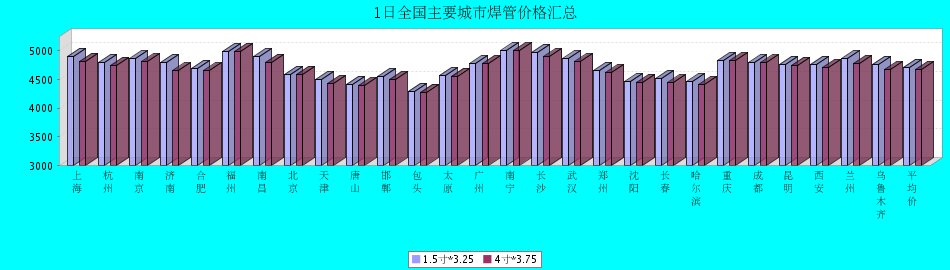 1日全国主要城市焊管价格汇总
5000
4500
4000
3500
3000
上海
杭州
南京
济南
合肥
福州
南昌
北京
天津
唐山
邯郸
包头
太原
广州
南宁
长沙
武汉
郑州
沈阳
长春
哈尔滨
重庆
成都
昆明
西安
兰州
乌鲁木齐
平均价
1.5寸*3.25 4寸*3.75